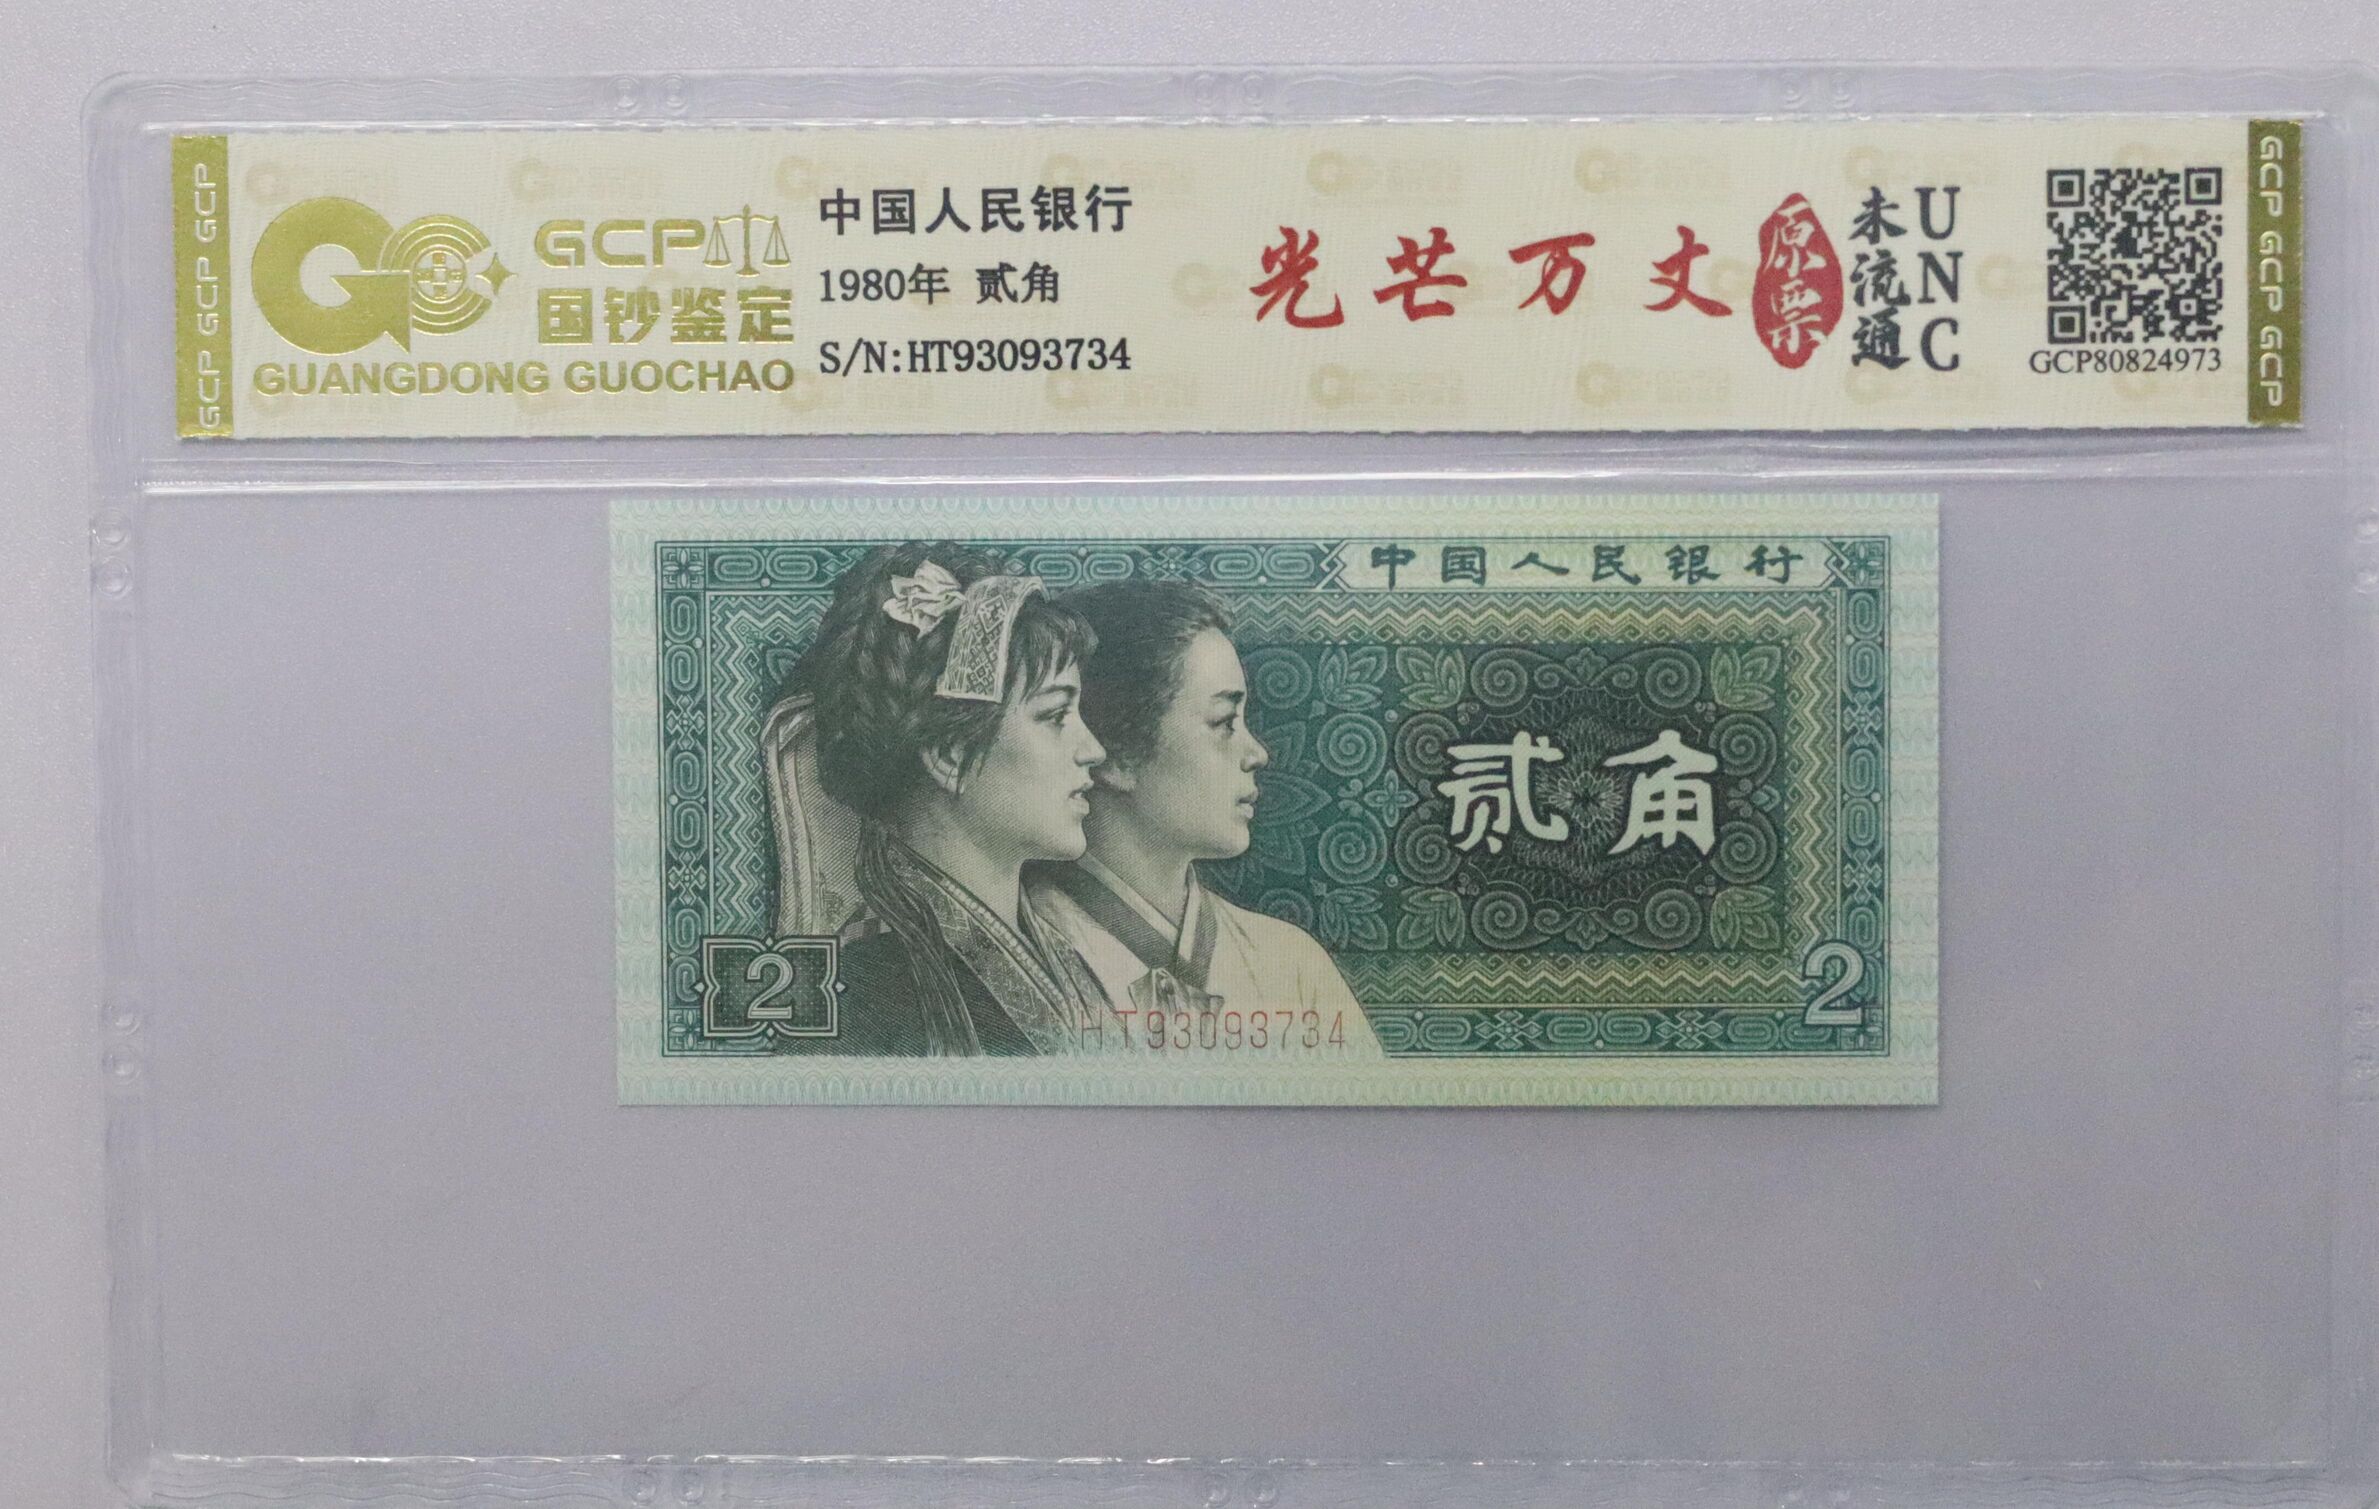 GCP GCP GCP
GCP
国钞鉴定
GUANGDONG GUOCHAO
中国人民银行
1980年 贰角
S/N:HT93093734
光芒万丈
原票
未流通
UNC
GCP80824973
GCP GCP GCP
中国人民银行
贰角
2
HT93093734
2